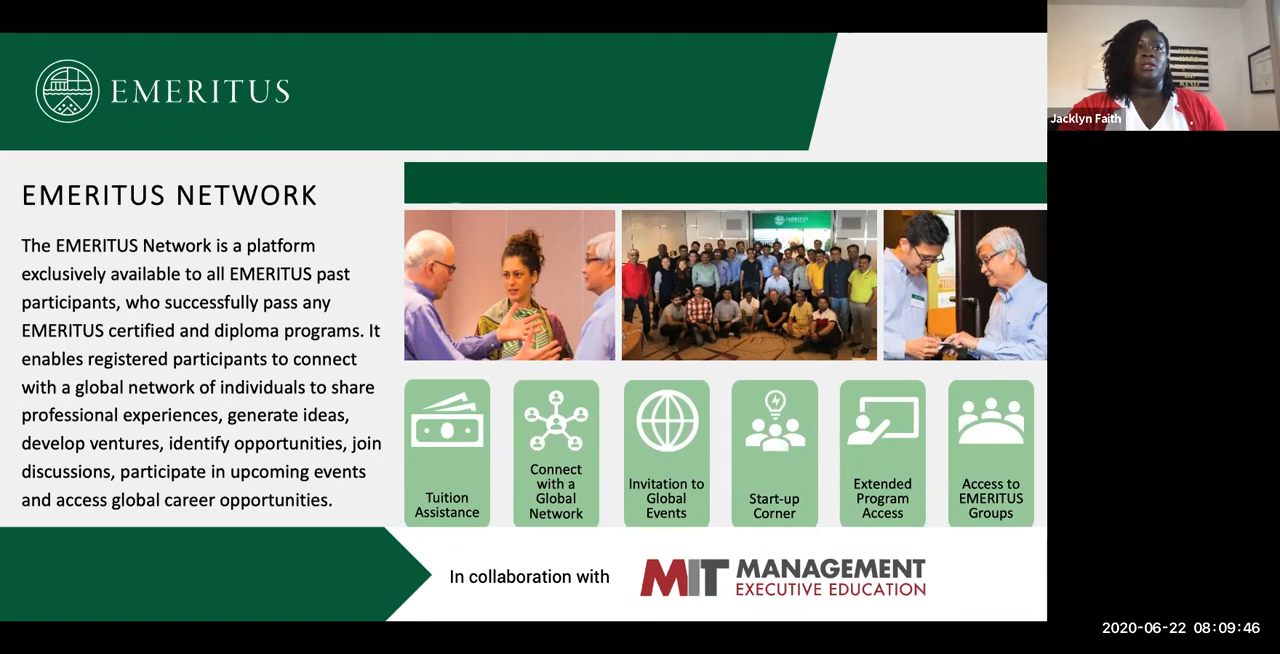 EMERITUS
Jacklyn Faith
EMERITUS NETWORK
The EMERITUS Network is a platform
exclusively available to all EMERITUS past
participants, who successfully pass any
EMERITUS certified and diploma programs. It
enables registered participants to connect
with a global network of individuals to share
professional experiences, generate ideas,
develop ventures, identify opportunities, join
discussions, participate in upcoming events
and access global career opportunities.
EMERITUS
Tuition
Assistance
Connect
with a
Global
Network
Invitation to
Global
Events
Start-up
Corner
Extended
Program
Access
Access to
EMERITUS
Groups
In collaboration with
MIT MANAGEMENT
EXECUTIVE EDUCATION
2020-06-22 08:09:46